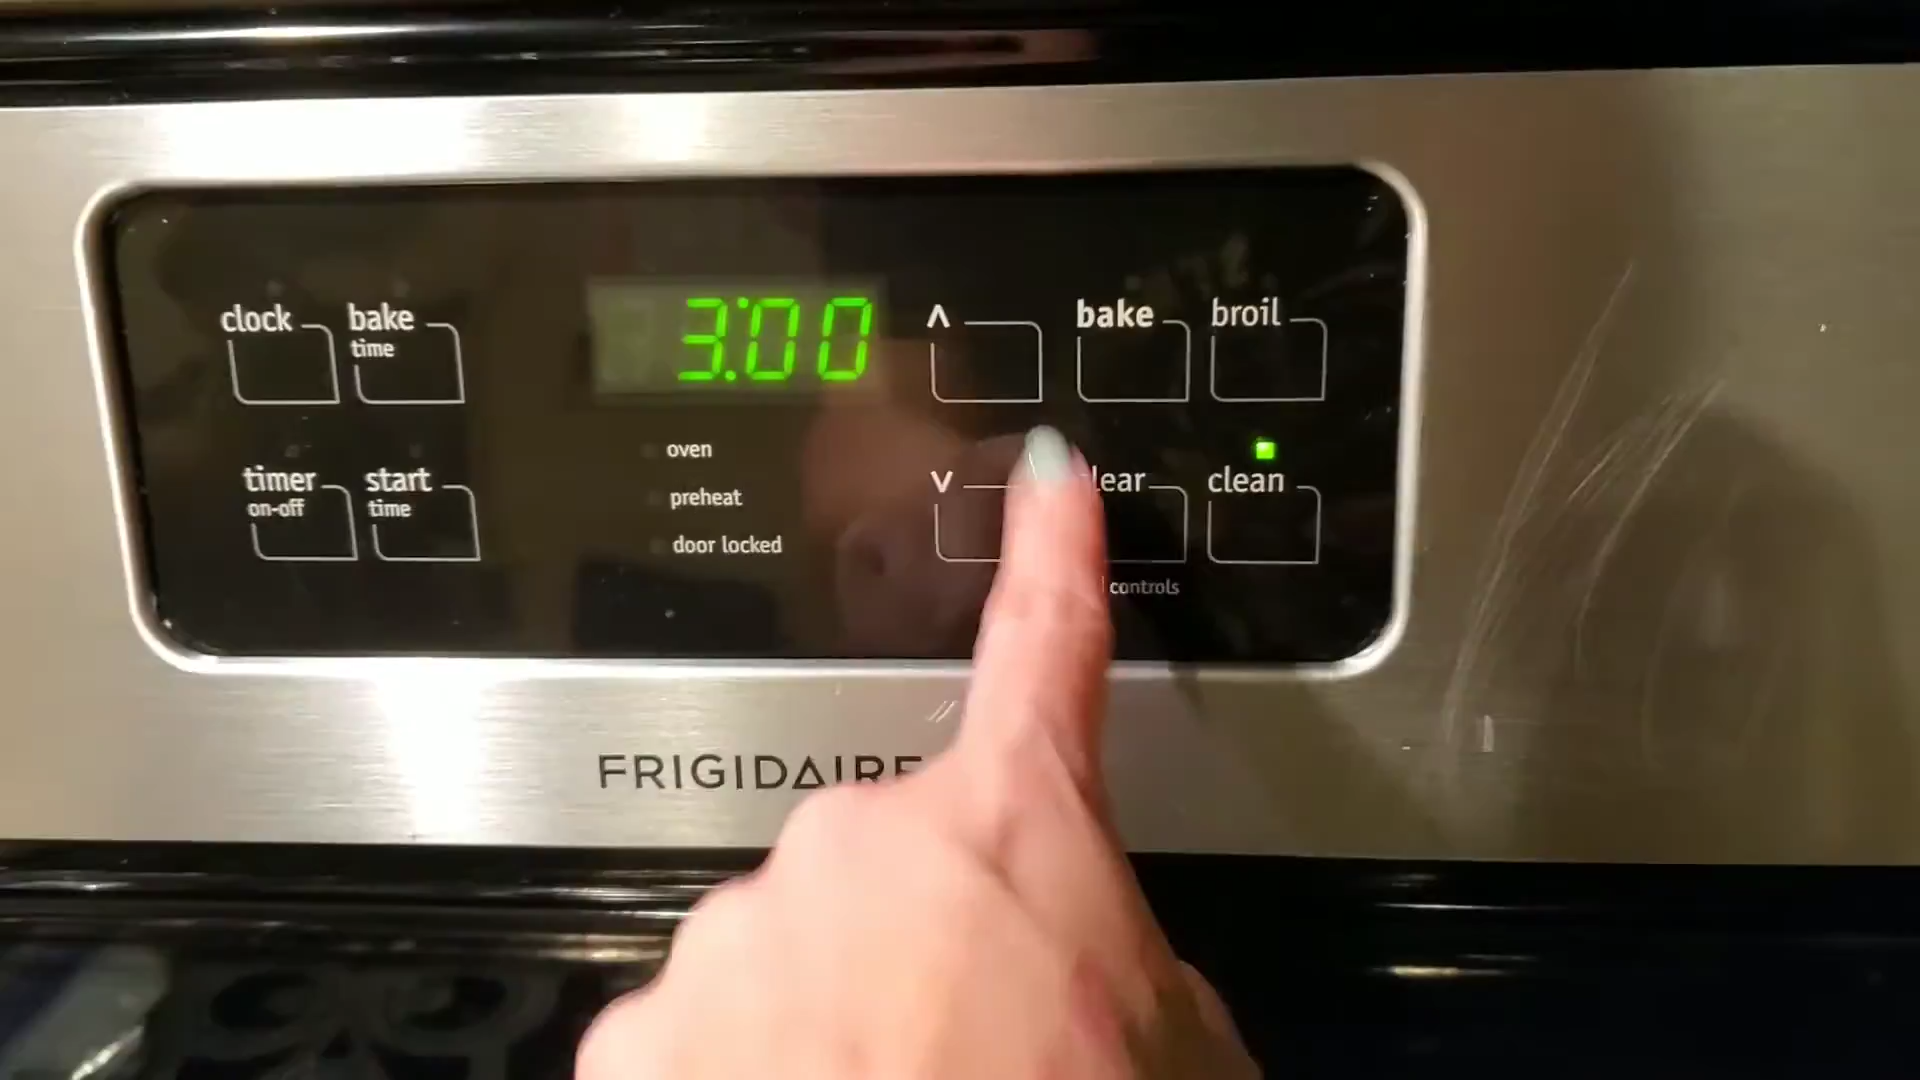 clock
bake
time
3:00
^
bake
broil
oven
preheat
door locked
timer
on-off
start
time
v
lear
clean
controls
FRIGIDAIRE